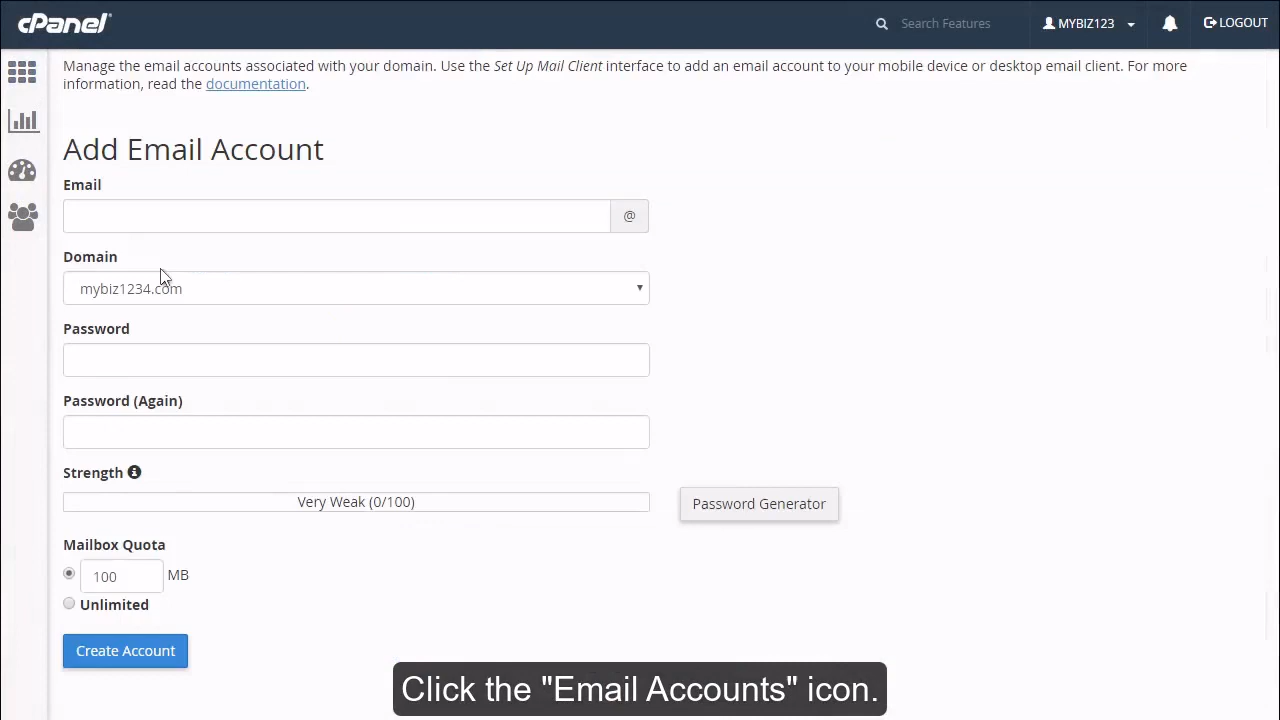 cPanel
Search Features
MYBIZ123
LOGOUT
Manage the email accounts associated with your domain. Use the Set Up Mail Client interface to add an email account to your mobile device or desktop email client. For more
information, read the documentation.
Add Email Account
Email
@
Domain
mybiz1234.com
Password
Password (Again)
Strength
Very Weak (0/100)
Password Generator
Mailbox Quota
100 MB
Unlimited
Create Account
Click the "Email Accounts" icon.